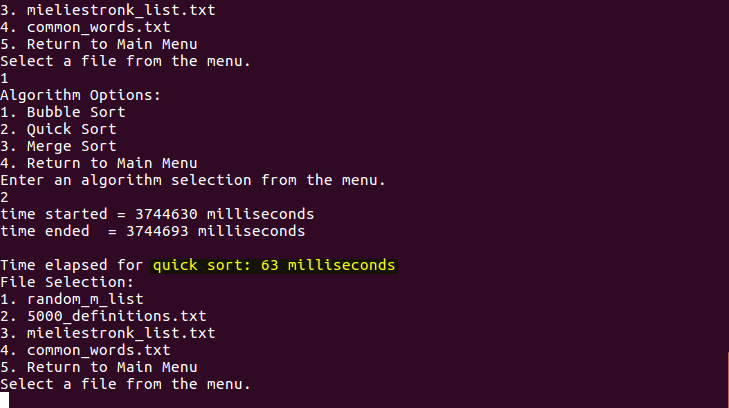 3. mieliestronk_list.txt
4. common_words.txt
5. Return to Main Menu
Select a file from the menu.
1
Algorithm Options:
1. Bubble Sort
2. Quick Sort
3. Merge Sort
4. Return to Main Menu
Enter an algorithm selection from the menu.
2
time started = 3744630 milliseconds
time ended  = 3744693 milliseconds
Time elapsed for quick sort: 63 milliseconds
File Selection:
1. random_m_list
2. 5000_definitions.txt
3. mieliestronk_list.txt
4. common_words.txt
5. Return to Main Menu
Select a file from the menu.